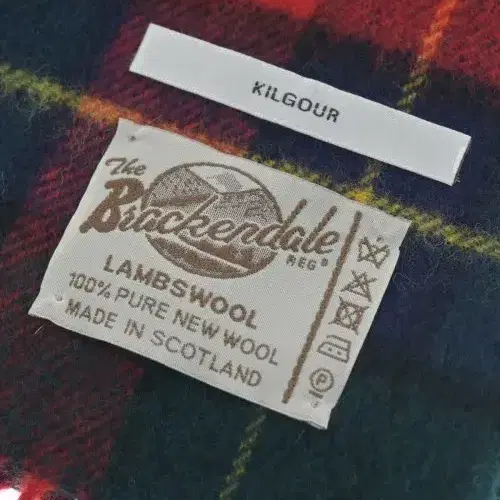 KILGOUR
The
Brackendale
REG®
LAMBSWOOL
100% PURE NEW WOOL
MADE IN SCOTLAND
P